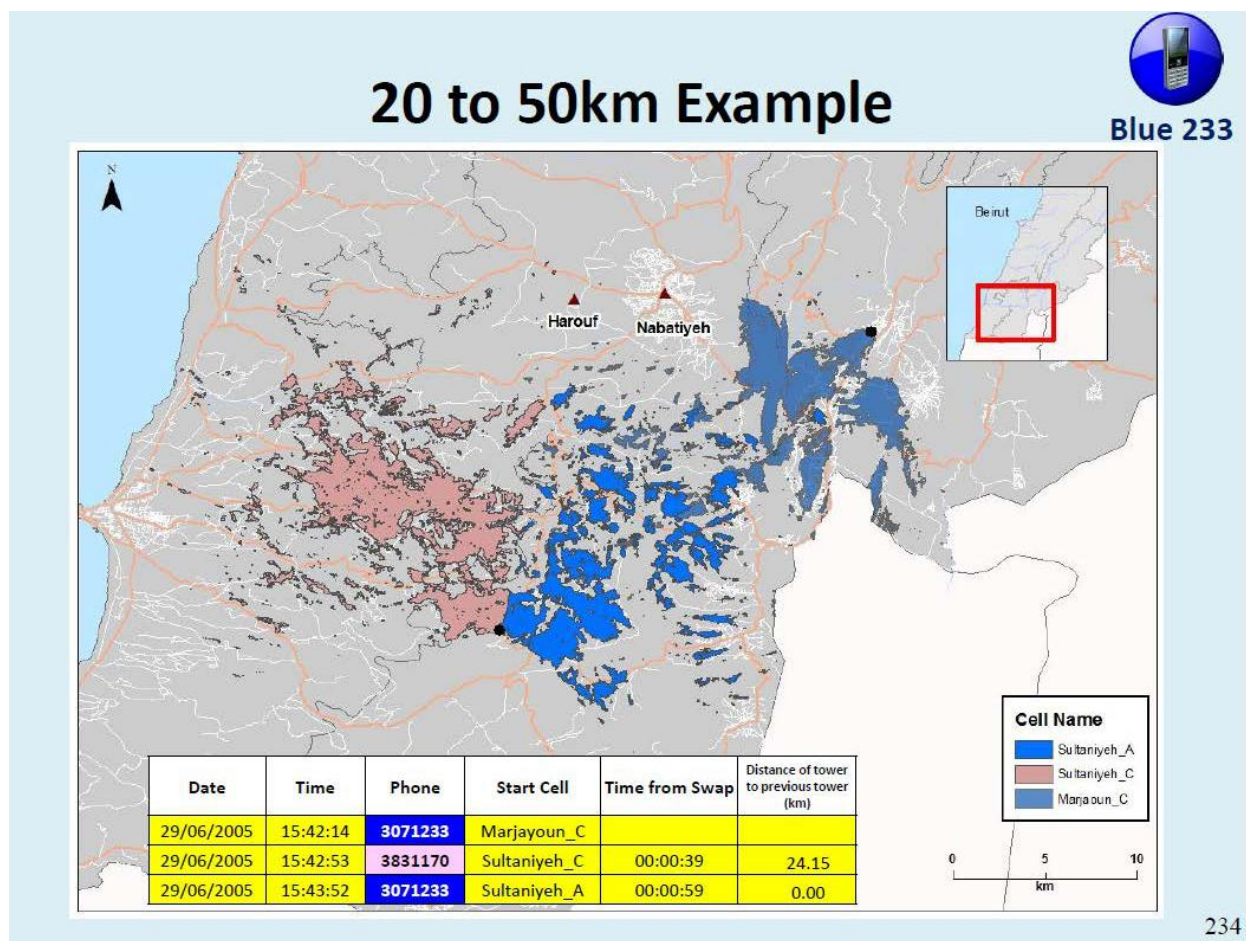 20 to 50km Example
Blue 233
N
Beirut
Harouf
Nabatiyeh
Cell Name
Sultaniyeh_A
Sultaniyeh_C
Marjaoun_C
0 5 10
km
Date Time Phone Start Cell Time from Swap Distance of tower to previous tower (km)
29/06/2005 15:42:14 3071233 Marjayoun_C
29/06/2005 15:42:53 3831170 Sultaniyeh_C 00:00:39 24.15
29/06/2005 15:43:52 3071233 Sultaniyeh_A 00:00:59 0.00
234